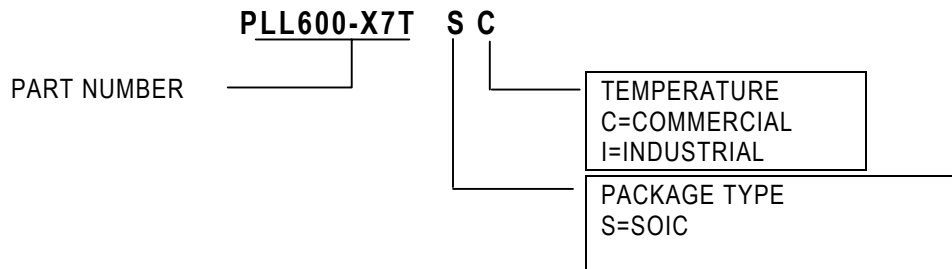 PLL600-X7T S C
PART NUMBER
TEMPERATURE
C=COMMERCIAL
I=INDUSTRIAL
PACKAGE TYPE
S=SOIC